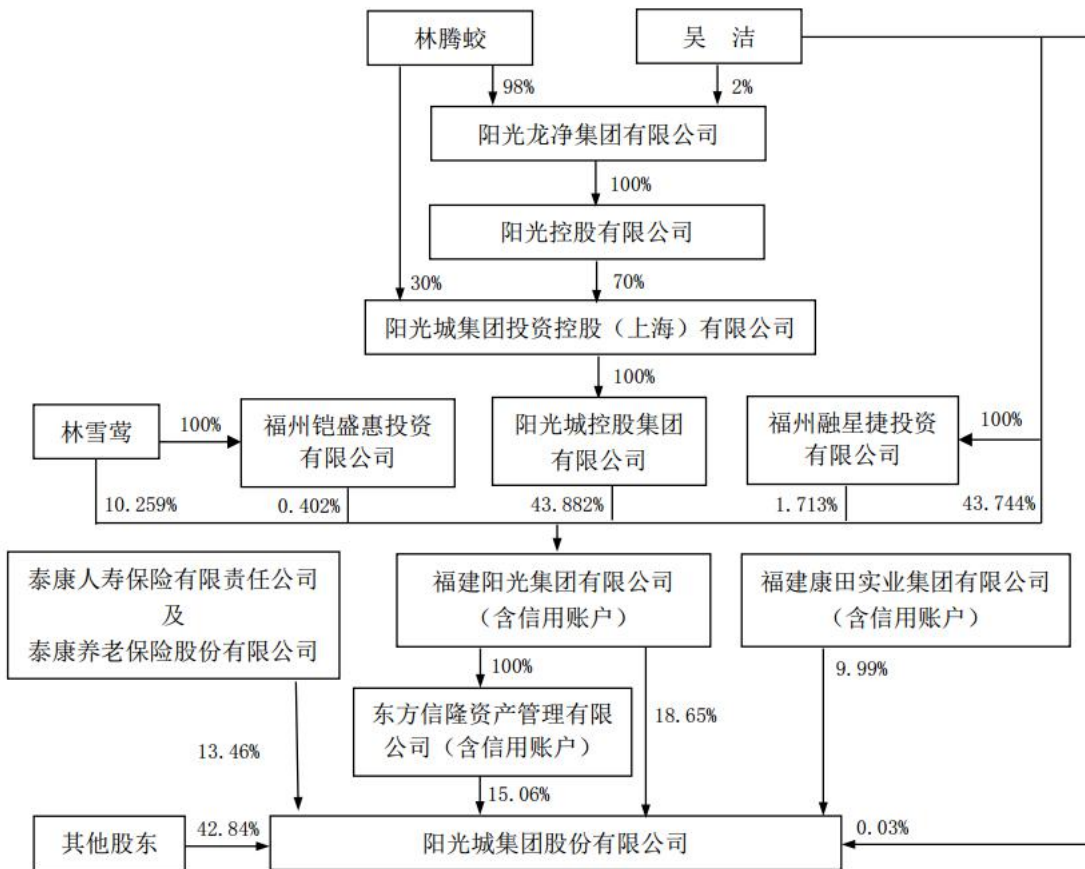 林腾蛟
吴 洁
98%
2%
阳光龙净集团有限公司
100%
阳光控股有限公司
30%
70%
阳光城集团投资控股（上海）有限公司
100%
林雪莺
100%
福州铠盛惠投资
有限公司
阳光城控股集团
有限公司
福州融星捷投资
有限公司
100%
10.259%
0.402%
43.882%
1.713%
43.744%
泰康人寿保险有限责任公司
及
泰康养老保险股份有限公司
福建阳光集团有限公司
（含信用账户）
福建康田实业集团有限公司
（含信用账户）
100%
18.65%
9.99%
东方信隆资产管理有限
公司（含信用账户）
13.46%
15.06%
其他股东
42.84%
阳光城集团股份有限公司
0.03%